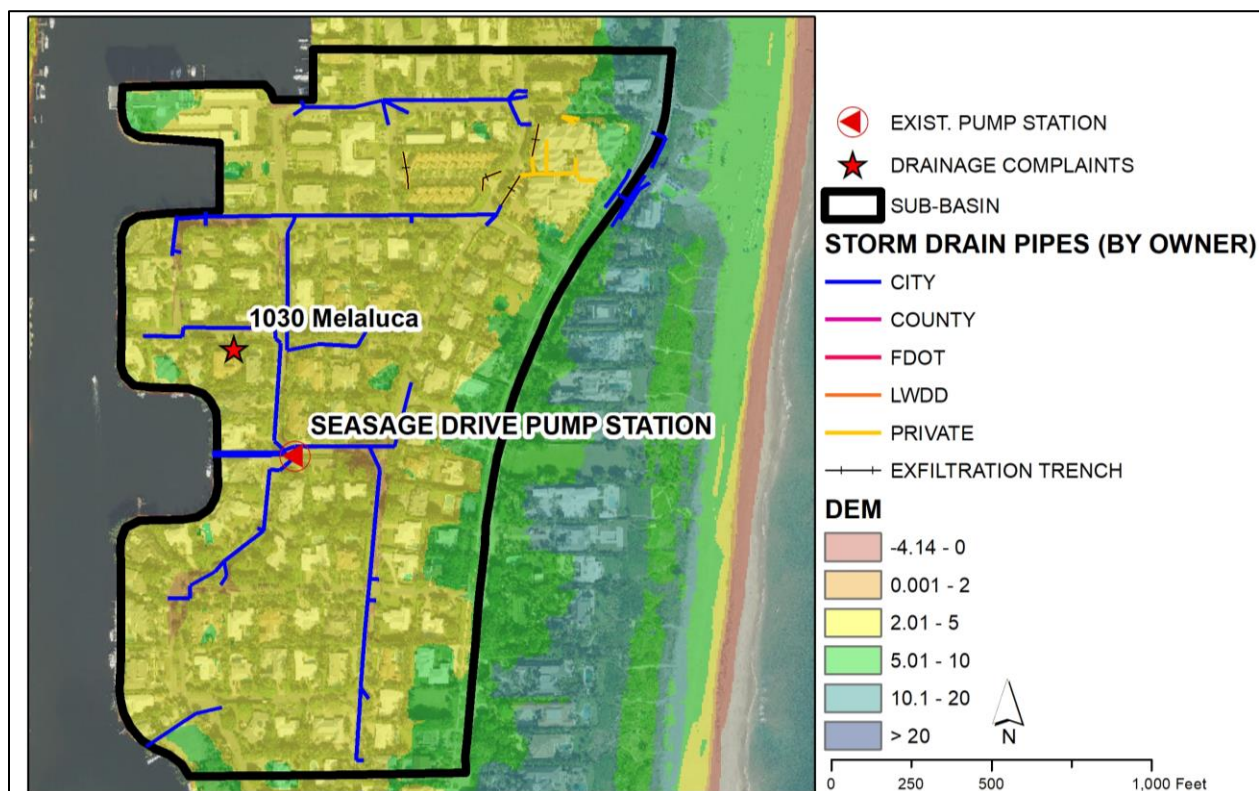 1030 Melaluca
SEASAGE DRIVE PUMP STATION
EXIST. PUMP STATION
DRAINAGE COMPLAINTS
SUB-BASIN
STORM DRAIN PIPES (BY OWNER)
CITY
COUNTY
FDOT
LWDD
PRIVATE
EXFILTRATION TRENCH
DEM
-4.14 - 0
0.001 - 2
2.01 - 5
5.01 - 10
10.1 - 20
> 20
N
0 250 500 1,000 Feet